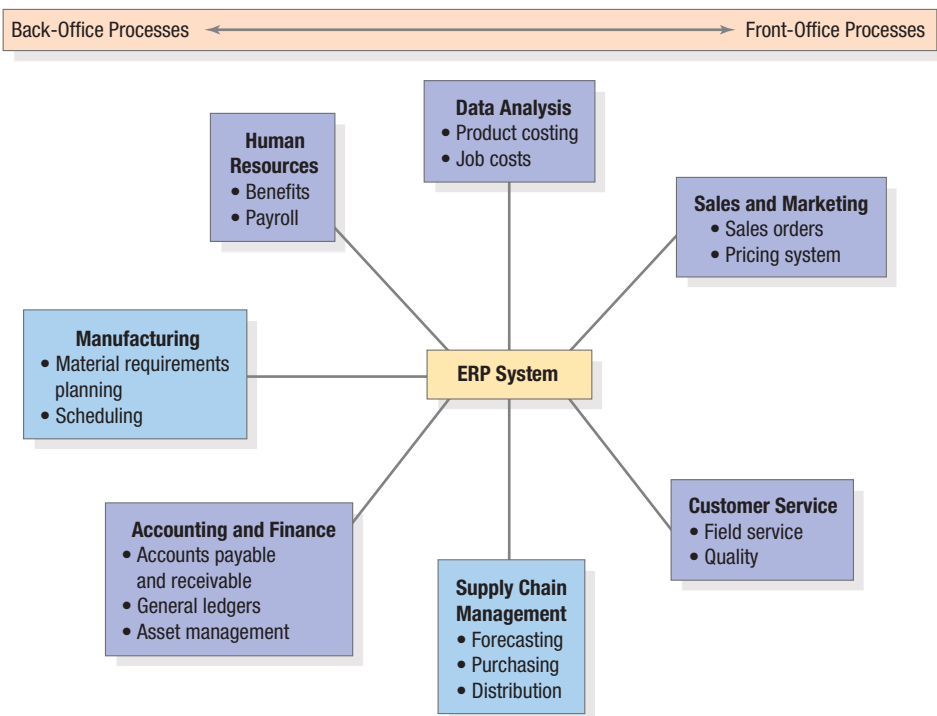 Back-Office Processes
Front-Office Processes
Data Analysis
• Product costing
• Job costs
Human
Resources
• Benefits
• Payroll
Sales and Marketing
• Sales orders
• Pricing system
Manufacturing
• Material requirements
planning
• Scheduling
ERP System
Accounting and Finance
• Accounts payable
and receivable
• General ledgers
• Asset management
Supply Chain
Management
• Forecasting
• Purchasing
• Distribution
Customer Service
• Field service
• Quality